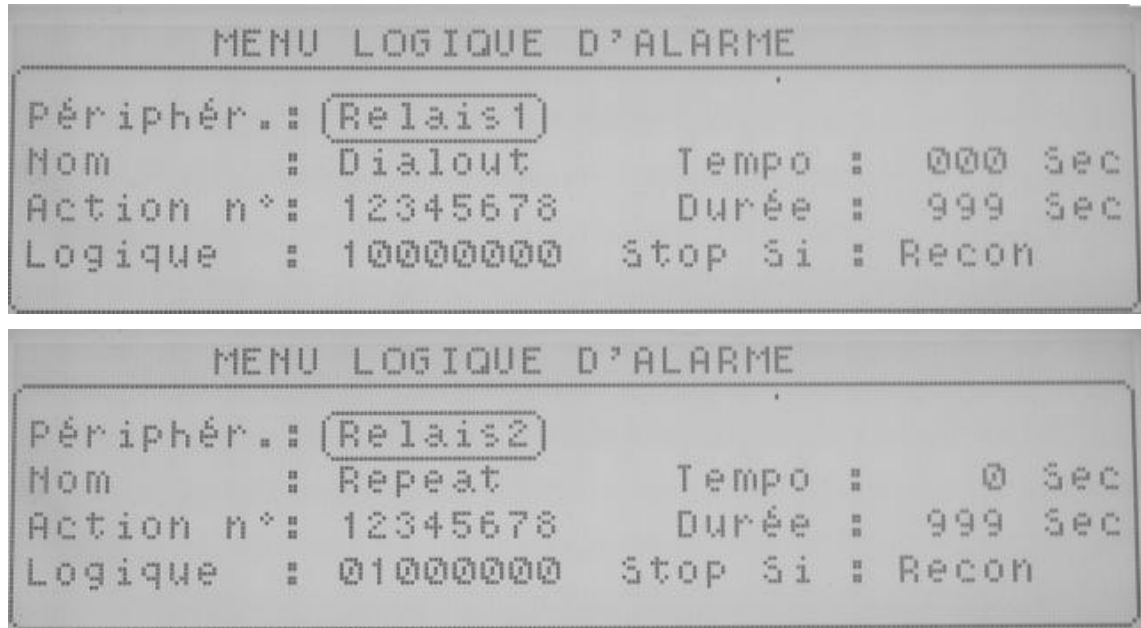 MENU LOGIQUE D'ALARME
Périphér.: Relais1
Nom : Dialout Tempo : 000 Sec
Action n°: 12345678 Durée : 999 Sec
Logique : 10000000 Stop Si : Recon
MENU LOGIQUE D'ALARME
Périphér.: Relais2
Nom : Repeat Tempo : 0 Sec
Action n°: 12345678 Durée : 999 Sec
Logique : 01000000 Stop Si : Recon